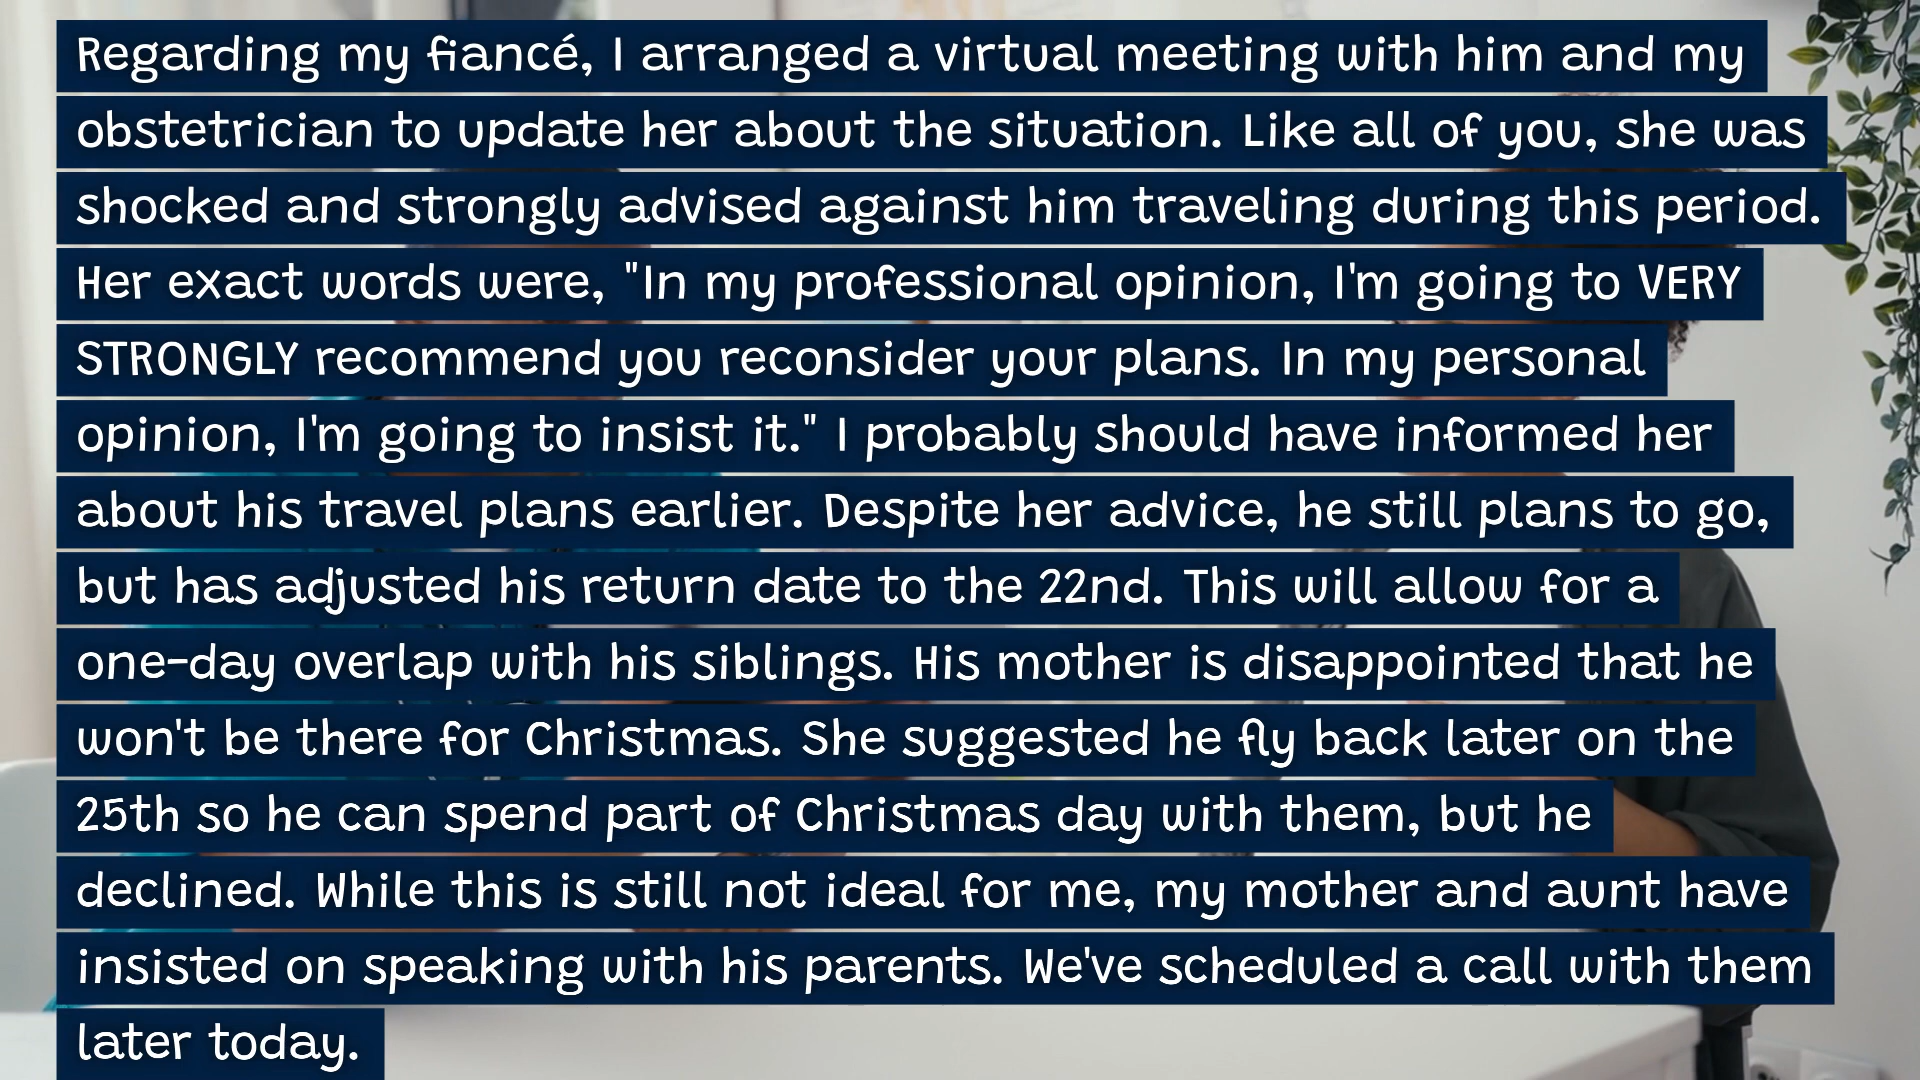 Regarding my fiancé, I arranged a virtual meeting with him and my
obstetrician to update her about the situation. Like all of you, she was
shocked and strongly advised against him traveling during this period.
Her exact words were, "In my professional opinion, I'm going to VERY
STRONGLY recommend you reconsider your plans. In my personal
opinion, I'm going to insist it." I probably should have informed her
about his travel plans earlier. Despite her advice, he still plans to go,
but has adjusted his return date to the 22nd. This will allow for a
one-day overlap with his siblings. His mother is disappointed that he
won't be there for Christmas. She suggested he fly back later on the
25th so he can spend part of Christmas day with them, but he
declined. While this is still not ideal for me, my mother and aunt have
insisted on speaking with his parents. We've scheduled a call with them
later today.